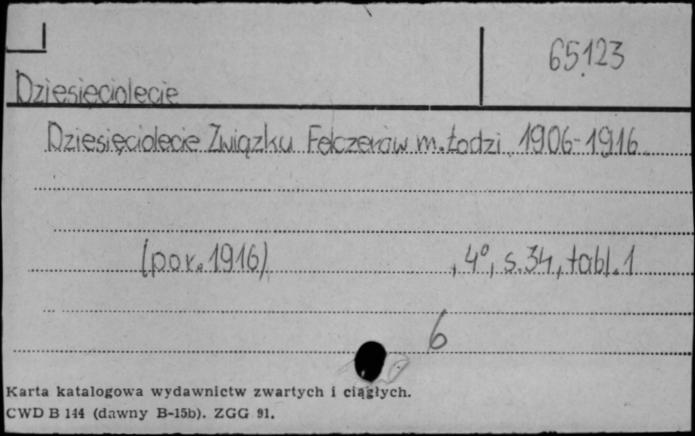 65123
Dziesięciolecie
Dziesięciolecie Związku Felczerów m. Łodzi 1906-1916
(por. 1916) , 4°, s. 34, tabl. 1
6
Karta katalogowa wydawnictw zwartych i ciągłych.
CWD B 144 (dawny B-15b). ZGG 91.